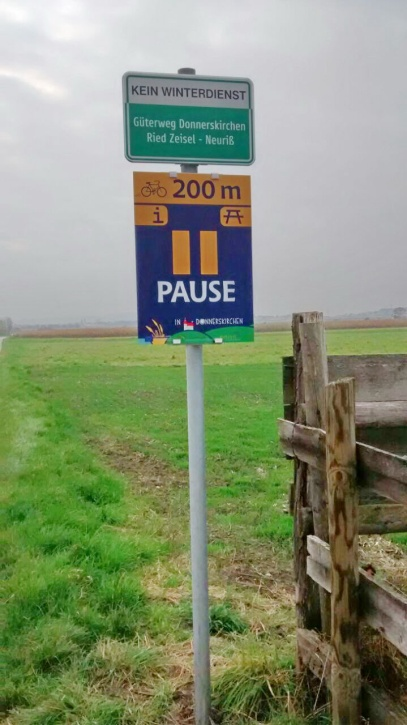 KEIN WINTERDIENST
Güterweg Donnerskirchen
Ried Zeisel - Neuriß
200 m
i
PAUSE
IN DONNERSKIRCHEN